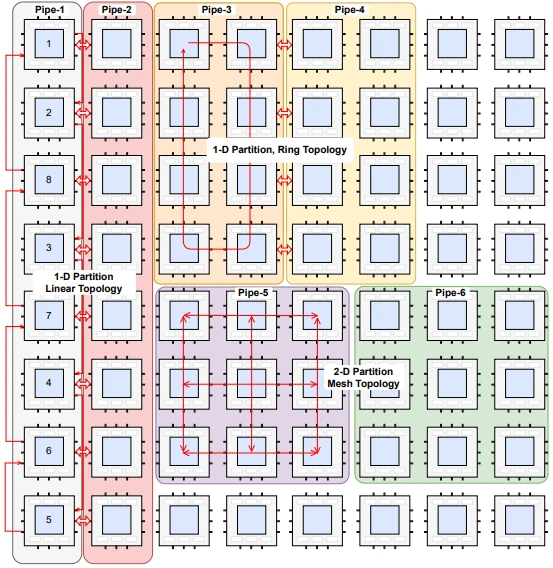 Pipe-1
Pipe-2
Pipe-3
Pipe-4
1
2
1-D Partition, Ring Topology
8
3
1-D Partition
Linear Topology
Pipe-5
Pipe-6
7
2-D Partition
Mesh Topology
4
6
5